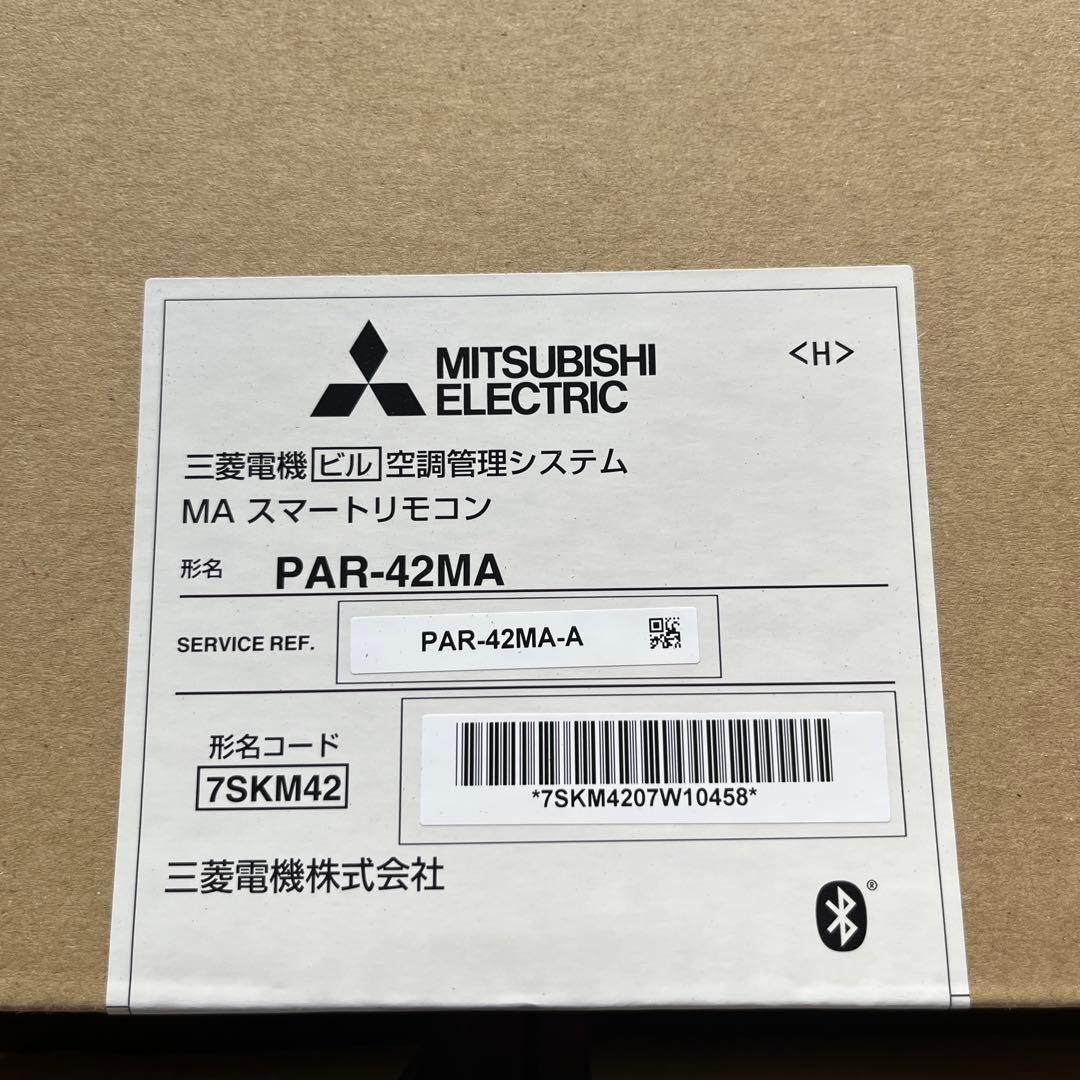 MITSUBISHI
ELECTRIC
<H>
三菱電機ビル空調管理システム
MA スマートリモコン
形名 PAR-42MA
SERVICE REF. PAR-42MA-A
形名コード
7SKM42
*7SKM4207W10458*
三菱電機株式会社
®